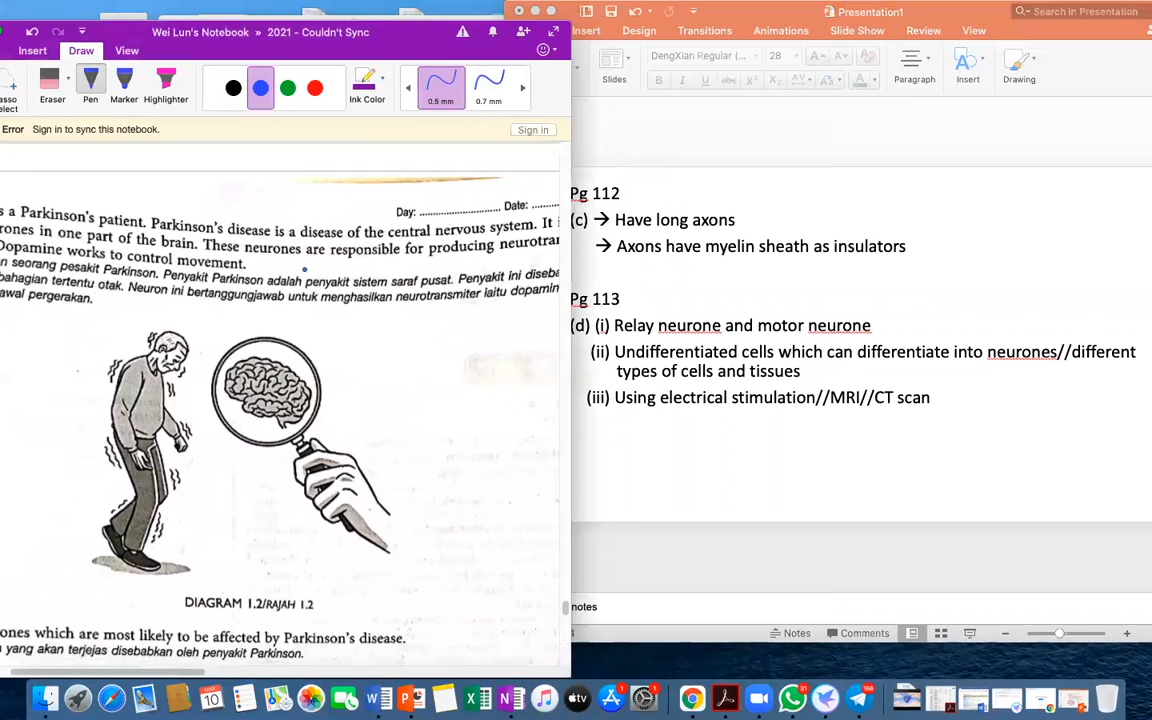 Wei Lun's Notebook » 2021 - Couldn't Sync
Insert Draw View
Eraser
Pen
Marker
Highlighter
Ink Color
0.5 mm
0.7 mm
Error Sign in to sync this notebook.
Sign in
Day:
Date:
s a Parkinson's patient. Parkinson's disease is a disease of the central nervous system. It i
rones in one part of the brain. These neurones are responsible for producing neurotra
Dopamine works to control movement.
n seorang pesakit Parkinson. Penyakit Parkinson adalah penyakit sistem saraf pusat. Penyakit ini diseba
bahagian tertentu otak. Neuron ini bertanggungjawab untuk menghasilkan neurotransmiter iaitu dopamin
awal pergerakan.
DIAGRAM 1.2/RAJAH 1.2
ones which are most likely to be affected by Parkinson's disease.
yang akan terjejas disebabkan oleh penyakit Parkinson.
Presentation1
Search in Presentation
nsert Design Transitions Animations Slide Show Review View
Slides
DengXian Regular (... 28
Paragraph
Insert
Drawing
Pg 112
(c) → Have long axons
→ Axons have myelin sheath as insulators
Pg 113
(d) (i) Relay neurone and motor neurone
(ii) Undifferentiated cells which can differentiate into neurones//different
types of cells and tissues
(iii) Using electrical stimulation//MRI//CT scan
notes
Notes Comments